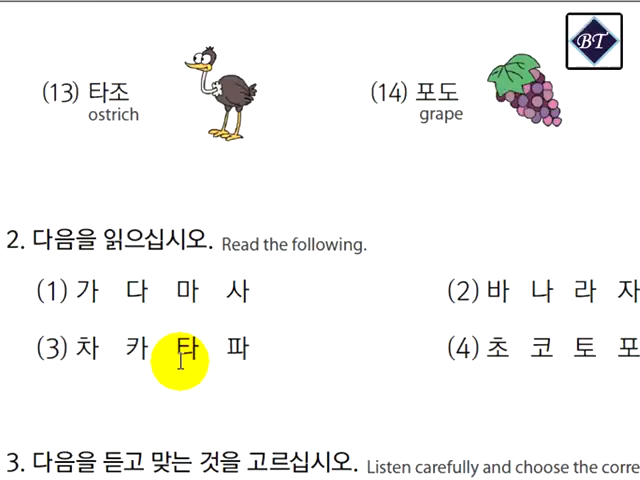 BT
(13) 타조
ostrich
(14) 포도
grape
2. 다음을 읽으십시오. Read the following.
(1) 가 다 마 사
(2) 바 나 라 자
(3) 차 카 타 파
(4) 초 코 토 포
3. 다음을 듣고 맞는 것을 고르십시오. Listen carefully and choose the corre